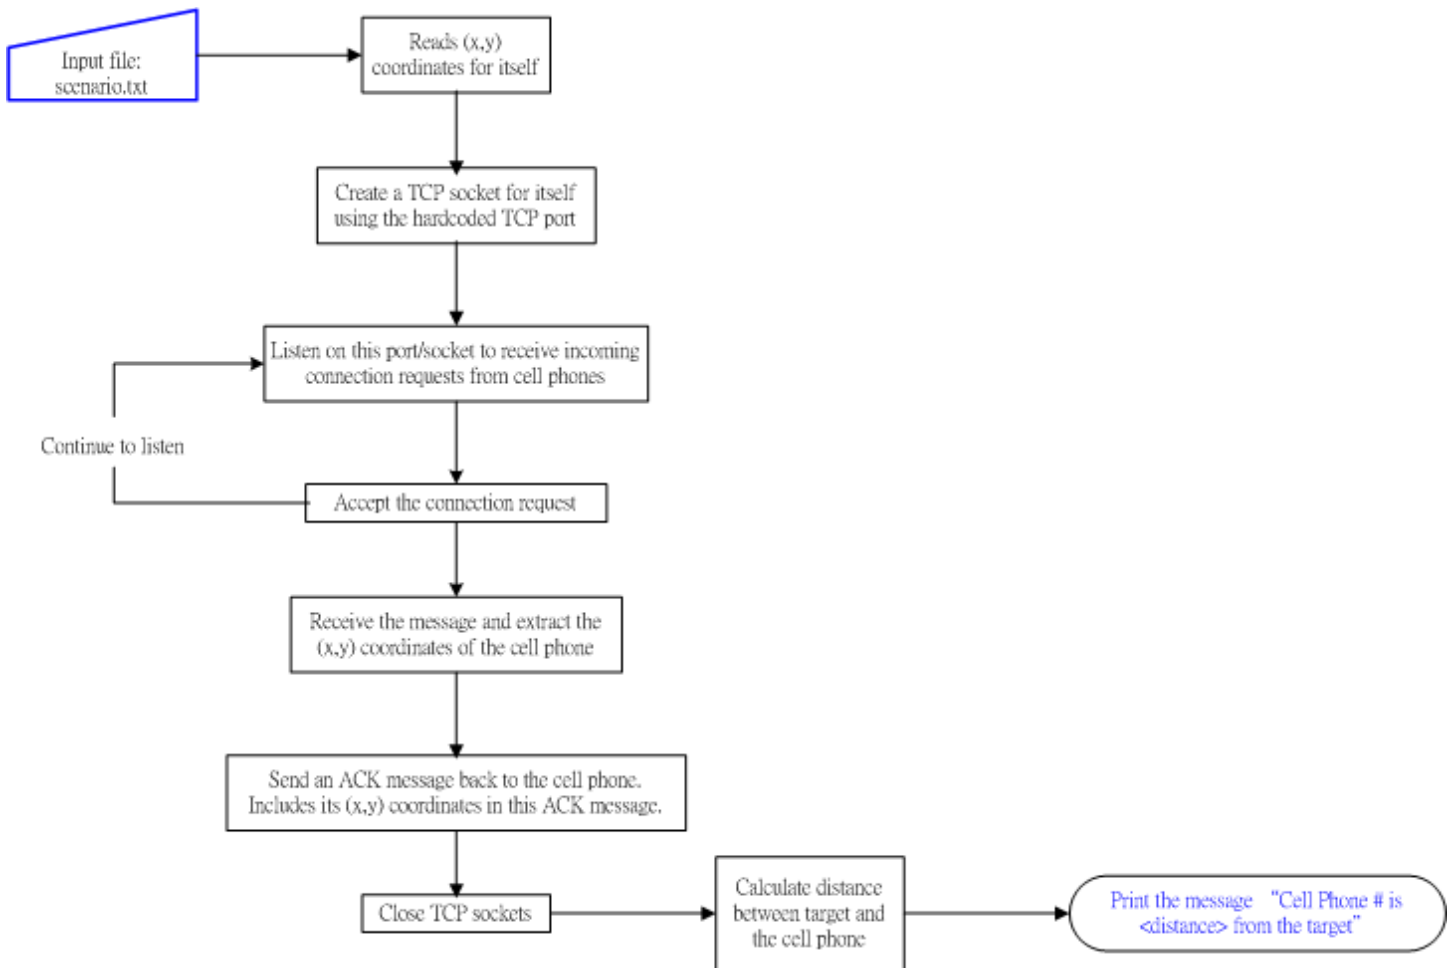 Input file:
scenario.txt
Reads (x,y)
coordinates for itself
Create a TCP socket for itself
using the hardcoded TCP port
Listen on this port/socket to receive incoming
connection requests from cell phones
Continue to listen
Accept the connection request
Receive the message and extract the
(x,y) coordinates of the cell phone
Send an ACK message back to the cell phone.
Includes its (x,y) coordinates in this ACK message.
Close TCP sockets
Calculate distance
between target and
the cell phone
Print the message “Cell Phone # is
<distance> from the target”